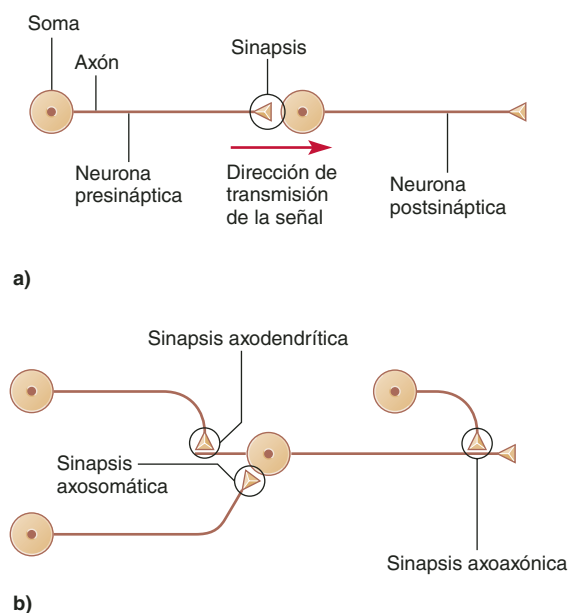 Soma
Axón
Sinapsis
Neurona
presináptica
Dirección de
transmisión
de la señal
Neurona
postsináptica
a)
Sinapsis axodendrítica
Sinapsis
axosomática
Sinapsis axoaxónica
b)